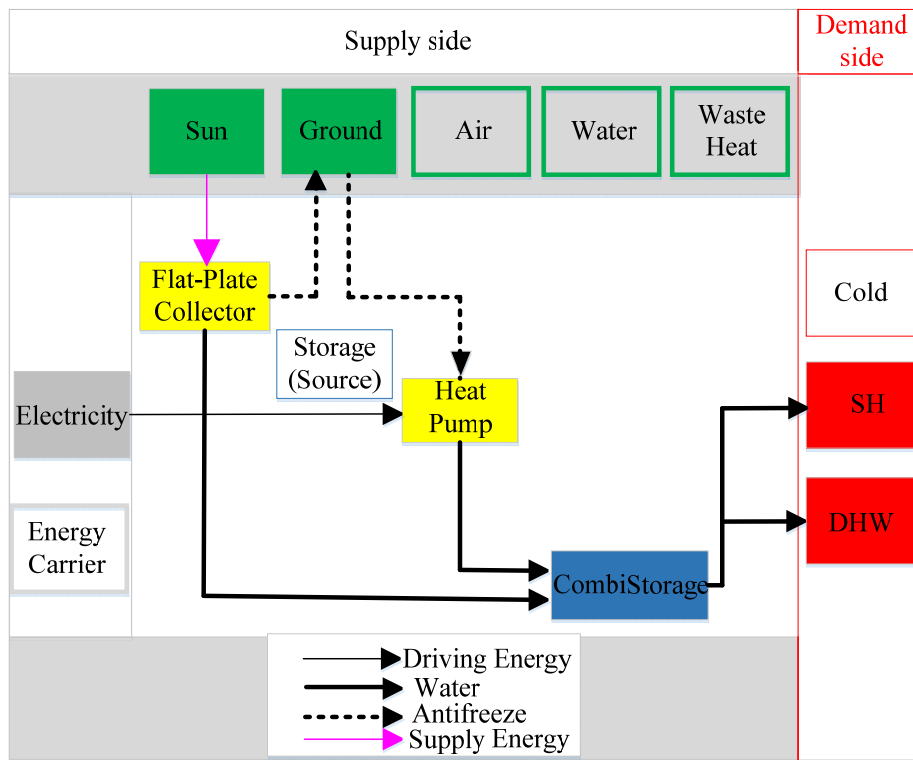 Supply side
Demand
side
Sun
Ground
Air
Water
Waste
Heat
Flat-Plate
Collector
Cold
Storage
(Source)
Heat
Pump
Electricity
SH
DHW
Energy
Carrier
CombiStorage
Driving Energy
Water
Antifreeze
Supply Energy